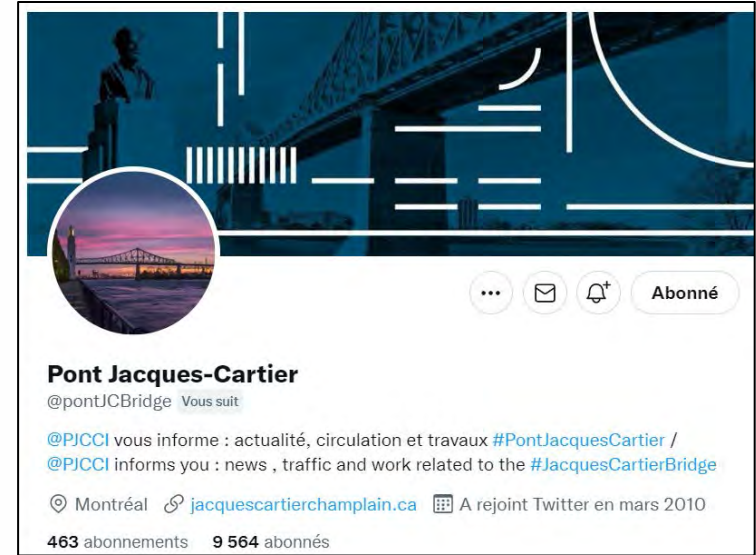 Abonné
Pont Jacques-Cartier
@pontJCBridge Vous suit
@PJCCI vous informe : actualité, circulation et travaux #PontJacquesCartier /
@PJCCI informs you : news , traffic and work related to the #JacquesCartierBridge
Montréal jacquescartierchamplain.ca A rejoint Twitter en mars 2010
463 abonnements 9 564 abonnés